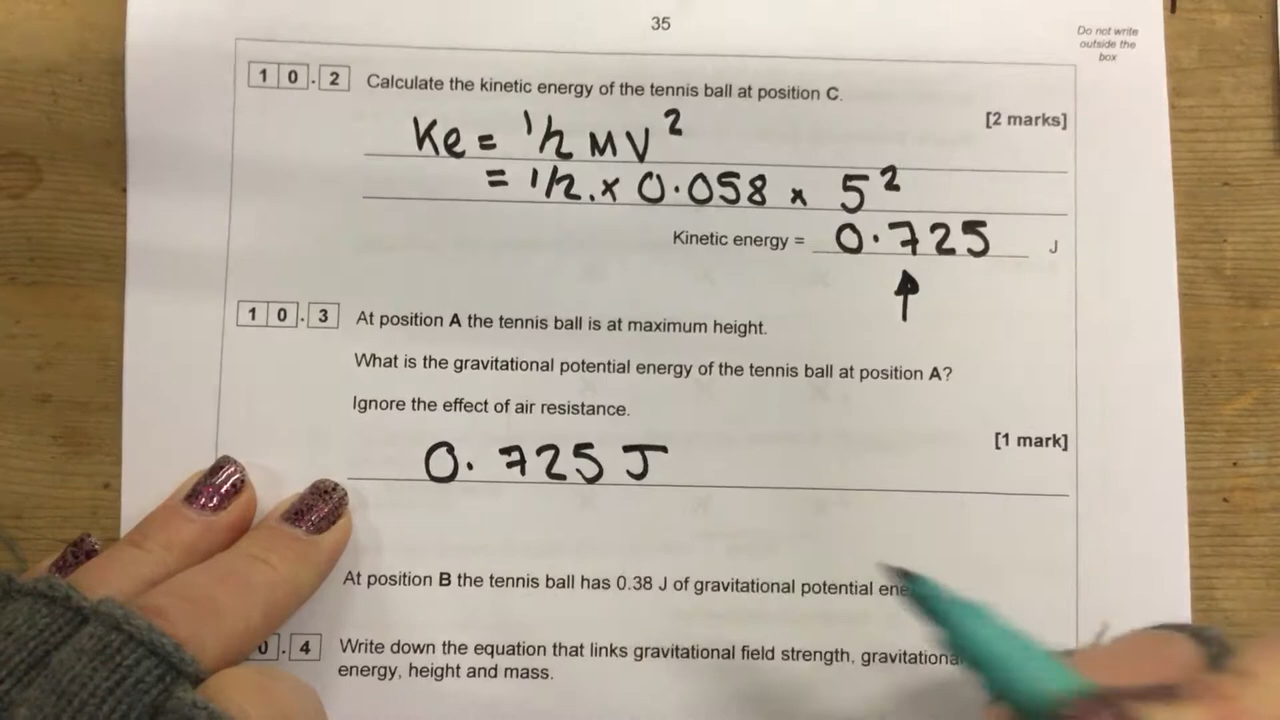 35
Do not write
outside the
box
1 0 . 2 Calculate the kinetic energy of the tennis ball at position C.
[2 marks]
Ke = 1/2 MV²
= 1/2 . x 0.058 x 5²
Kinetic energy = 0.725 J
1 0 . 3 At position A the tennis ball is at maximum height.
What is the gravitational potential energy of the tennis ball at position A?
Ignore the effect of air resistance.
[1 mark]
0.725 J
At position B the tennis ball has 0.38 J of gravitational potential
0 . 4 Write down the equation that links gravitational field strength,
energy, height and mass.